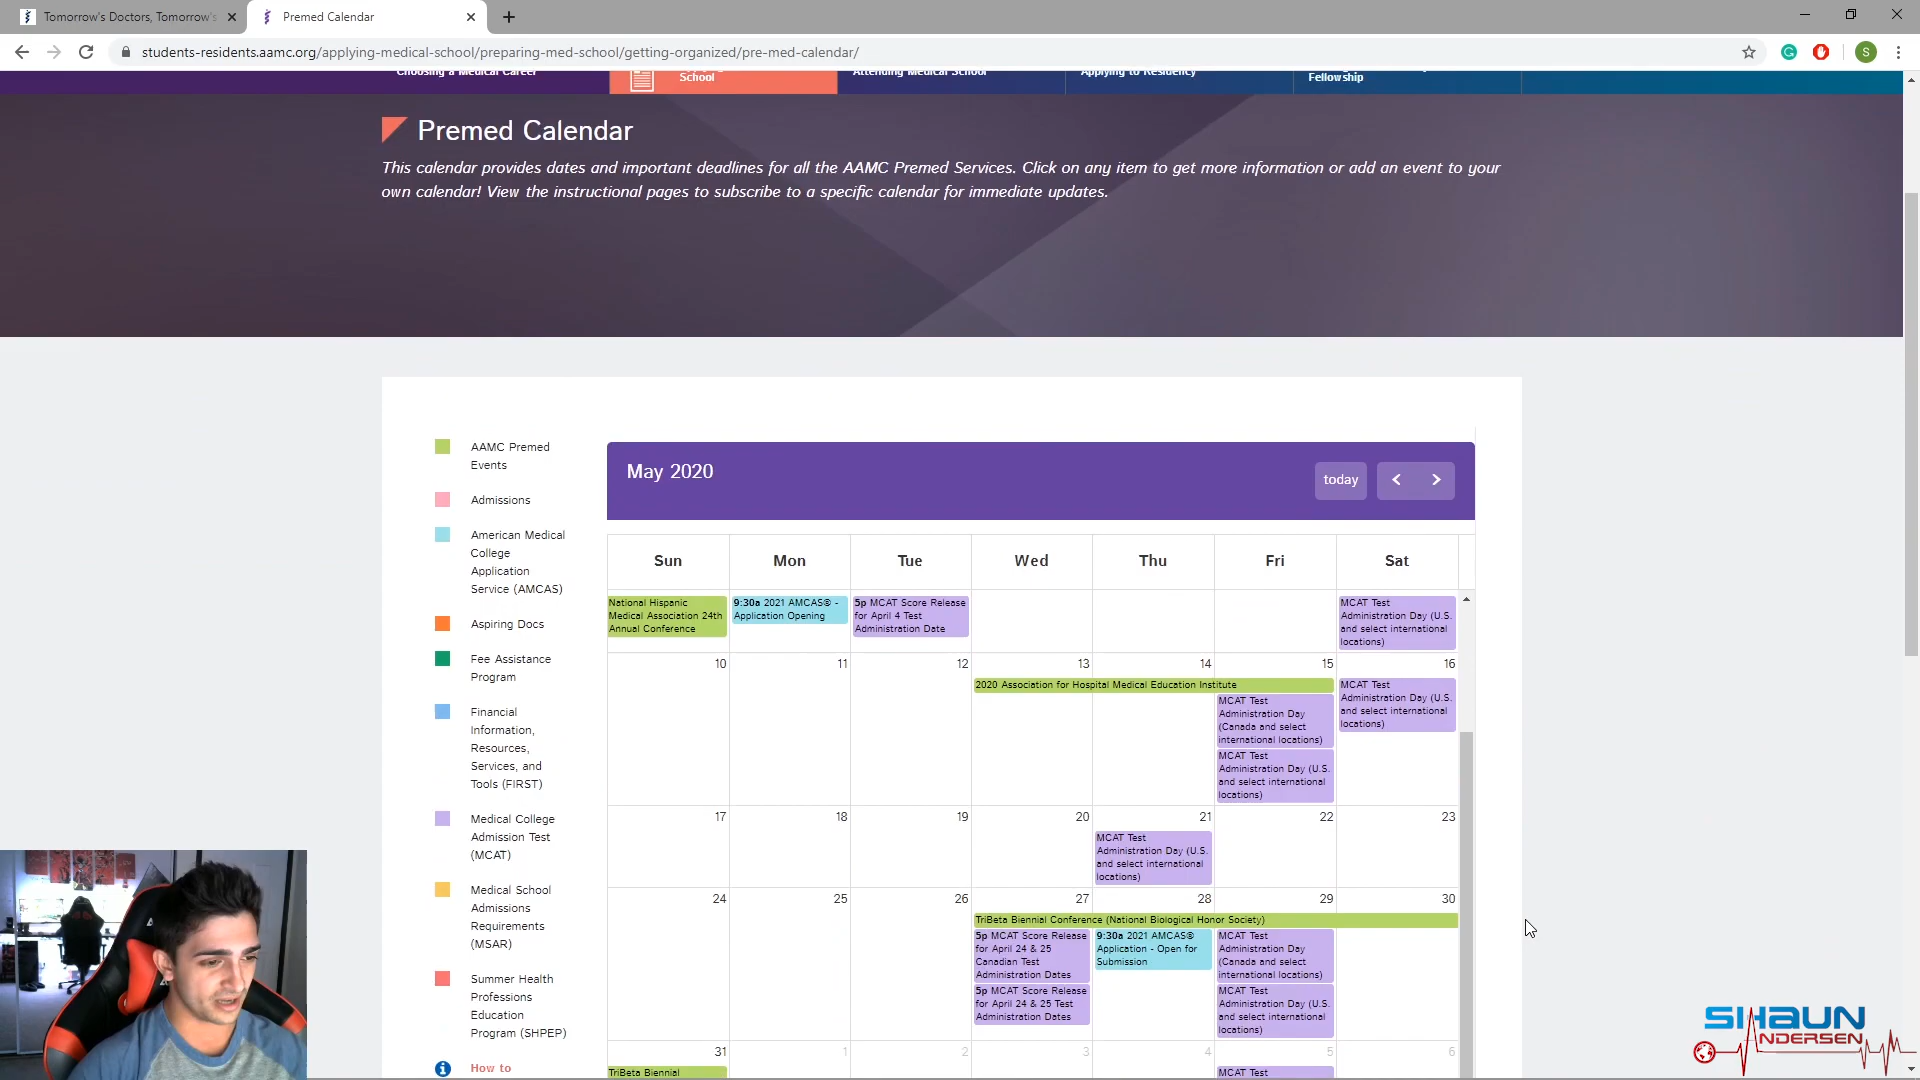 Tomorrow's Doctors, Tomorrow's
Premed Calendar
students-residents.aamc.org/applying-medical-school/preparing-med-school/getting-organized/pre-med-calendar/
S
Choosing a Medical Career
School
Attending Medical School
Applying to Residency
Fellowship
Premed Calendar
This calendar provides dates and important deadlines for all the AAMC Premed Services. Click on any item to get more information or add an event to your
own calendar! View the instructional pages to subscribe to a specific calendar for immediate updates.
AAMC Premed
Events
Admissions
American Medical
College
Application
Service (AMCAS)
Aspiring Docs
Fee Assistance
Program
Financial
Information,
Resources,
Services, and
Tools (FIRST)
Medical College
Admission Test
(MCAT)
Medical School
Admissions
Requirements
(MSAR)
Summer Health
Professions
Education
Program (SHPEP)
How to
May 2020
today
Sun Mon Tue Wed Thu Fri Sat
National Hispanic
Medical Association 24th
Annual Conference
9:30a 2021 AMCAS® -
Application Opening
5p MCAT Score Release
for April 4 Test
Administration Date
MCAT Test
Administration Day (U.S.
and select international
locations)
10 11 12 13 14 15 16
2020 Association for Hospital Medical Education Institute
MCAT Test
Administration Day
(Canada and select
international locations)
MCAT Test
Administration Day (U.S.
and select international
locations)
MCAT Test
Administration Day (U.S.
and select international
locations)
17 18 19 20 21 22 23
MCAT Test
Administration Day (U.S.
and select international
locations)
24 25 26 27 28 29 30
TriBeta Biennial Conference (National Biological Honor Society)
5p MCAT Score Release
for April 24 & 25
Canadian Test
Administration Dates
5p MCAT Score Release
for April 24 & 25 Test
Administration Dates
9:30a 2021 AMCAS®
Application - Open for
Submission
MCAT Test
Administration Day
(Canada and select
international locations)
MCAT Test
Administration Day (U.S.
and select international
locations)
31 1 2 3 4 5 6
TriBeta Biennial
MCAT Test
SHAUN
ANDERSEN